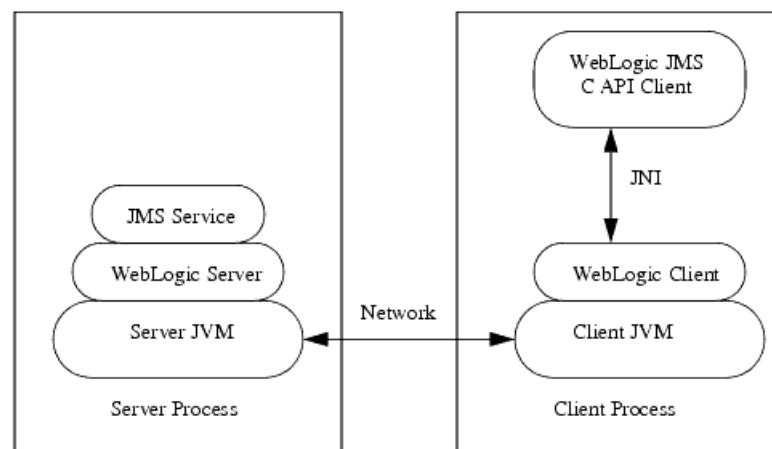 WebLogic JMS
C API Client
JNI
JMS Service
WebLogic Server
WebLogic Client
Network
Server JVM
Client JVM
Server Process
Client Process